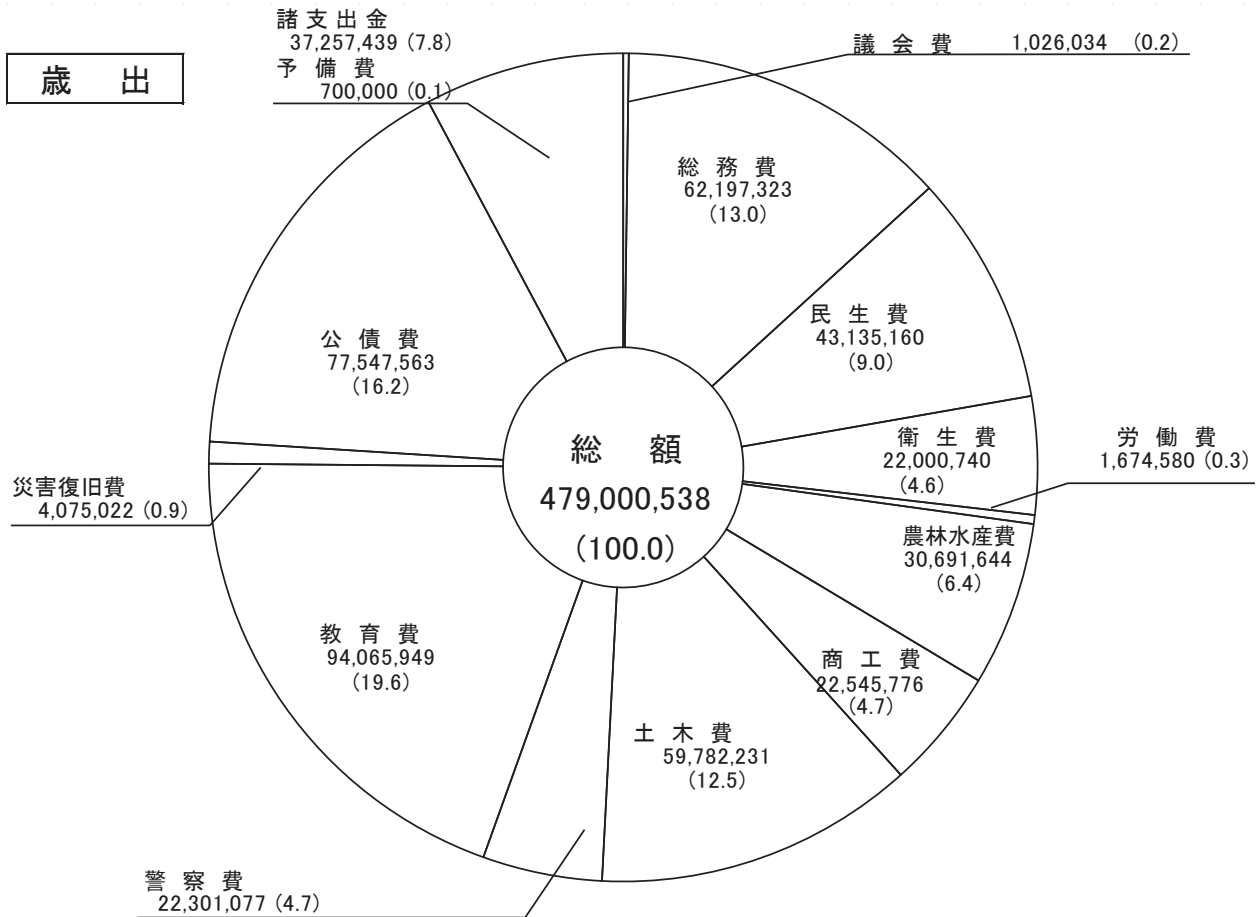 歳出
諸支出金
37,257,439 (7.8)
予備費
700,000 (0.1)
議会費 1,026,034 (0.2)
総務費
62,197,323
(13.0)
民生費
43,135,160
(9.0)
衛生費
22,000,740
(4.6)
労働費
1,674,580 (0.3)
農林水産費
30,691,644
(6.4)
商工費
22,545,776
(4.7)
土木費
59,782,231
(12.5)
警察費
22,301,077 (4.7)
教育費
94,065,949
(19.6)
災害復旧費
4,075,022 (0.9)
公債費
77,547,563
(16.2)
総額
479,000,538
(100.0)